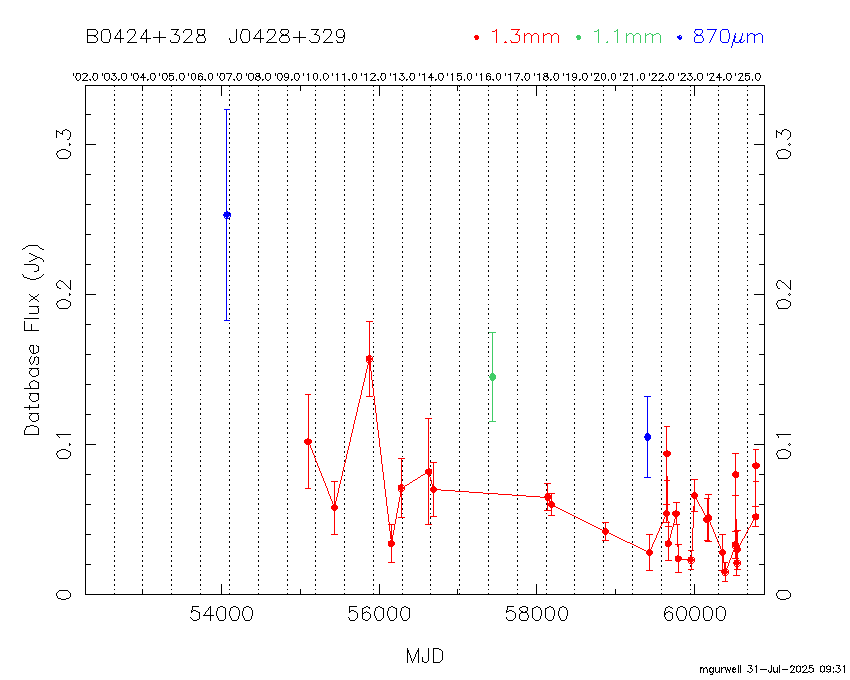 B0424+328 J0428+329 1.3mm 1.1mm 870µm
'02.0 '03.0 '04.0 '05.0 '06.0 '07.0 '08.0 '09.0 '10.0 '11.0 '12.0 '13.0 '14.0 '15.0 '16.0 '17.0 '18.0 '19.0 '20.0 '21.0 '22.0 '23.0 '24.0 '25.0
0.3 0.3
0.2 0.2
Database Flux (Jy)
0.1 0.1
0 0
54000 56000 58000 60000
MJD
mgurwell 31-Jul-2025 09:31